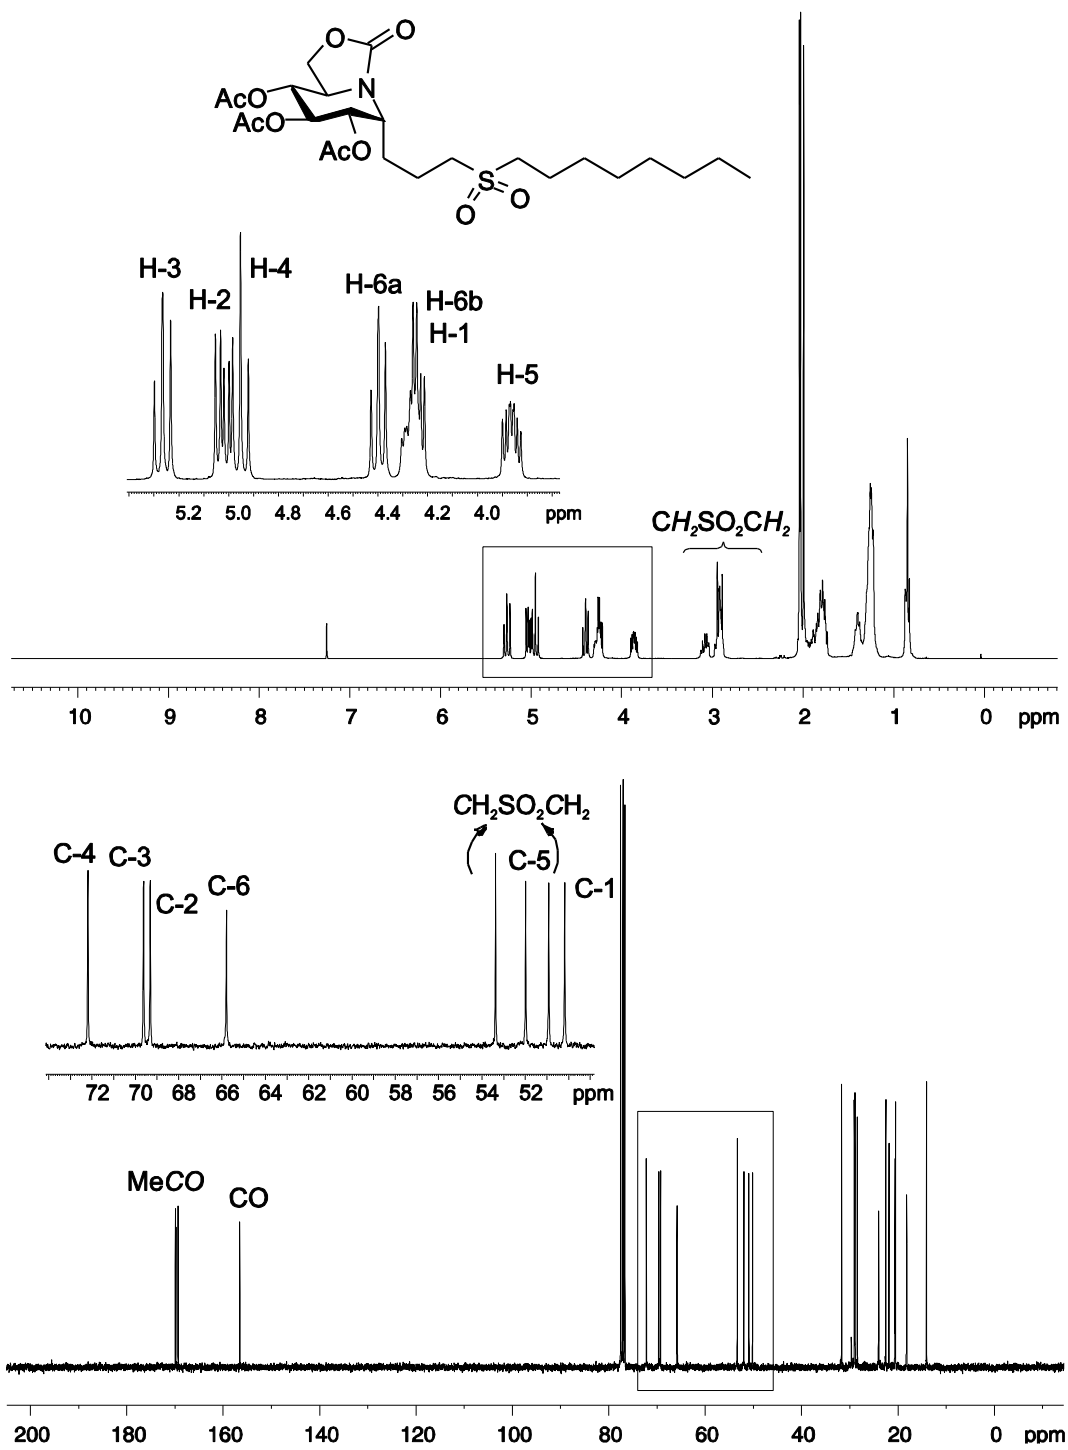 O
O
N
AcO
AcO
AcO
S
O
O
H-3
H-2
H-4
H-6a
H-6b
H-1
H-5
5.2 5.0 4.8 4.6 4.4 4.2 4.0 ppm
CH₂SO₂CH₂
10 9 8 7 6 5 4 3 2 1 0 ppm
CH₂SO₂CH₂
C-4
C-3
C-2
C-6
C-5
C-1
72 70 68 66 64 62 60 58 56 54 52 ppm
MeCO
CO
200 180 160 140 120 100 80 60 40 20 0 ppm